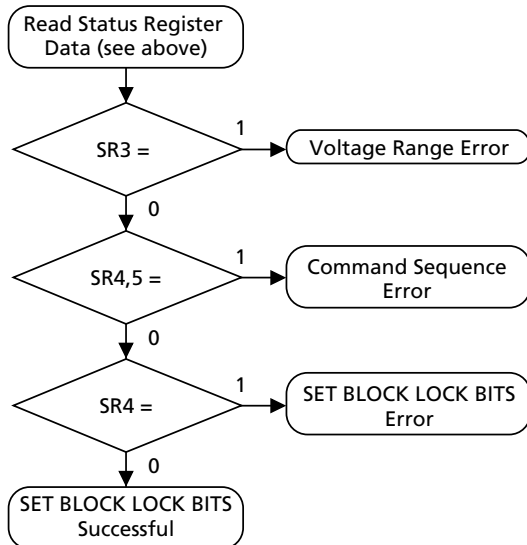 Read Status Register
Data (see above)
1
SR3 =
Voltage Range Error
0
1
SR4,5 =
Command Sequence
Error
0
1
SR4 =
SET BLOCK LOCK BITS
Error
0
SET BLOCK LOCK BITS
Successful